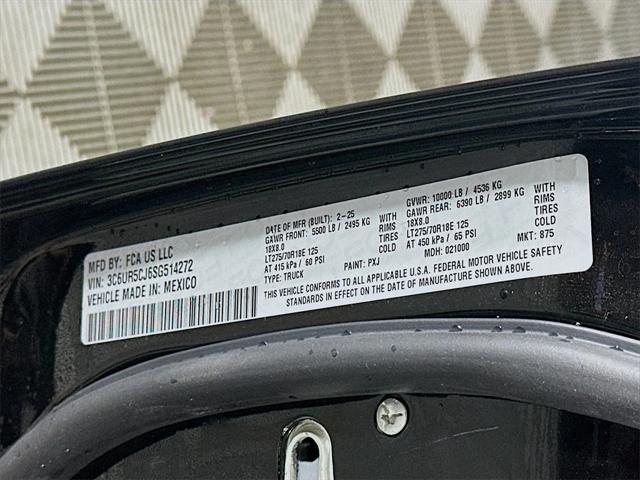 MFD BY: FCA US LLC
VIN: 3C6UR5CJ6SG514272
VEHICLE MADE IN: MEXICO
DATE OF MFR (BUILT): 2-25
GAWR FRONT: 5500 LB / 2495 KG WITH
18X8.0 RIMS
LT275/70R18E 125 TIRES
AT 415 kPa / 60 PSI COLD
TYPE: TRUCK PAINT: PXJ
GVWR: 10000 LB / 4536 KG
GAWR REAR: 6390 LB / 2899 KG WITH
18X8.0 RIMS
LT275/70R18E 125 TIRES
AT 450 kPa / 65 PSI COLD
MDH: 021000 MKT: 875
THIS VEHICLE CONFORMS TO ALL APPLICABLE U.S.A. FEDERAL MOTOR VEHICLE SAFETY
STANDARDS IN EFFECT ON THE DATE OF MANUFACTURE SHOWN ABOVE.